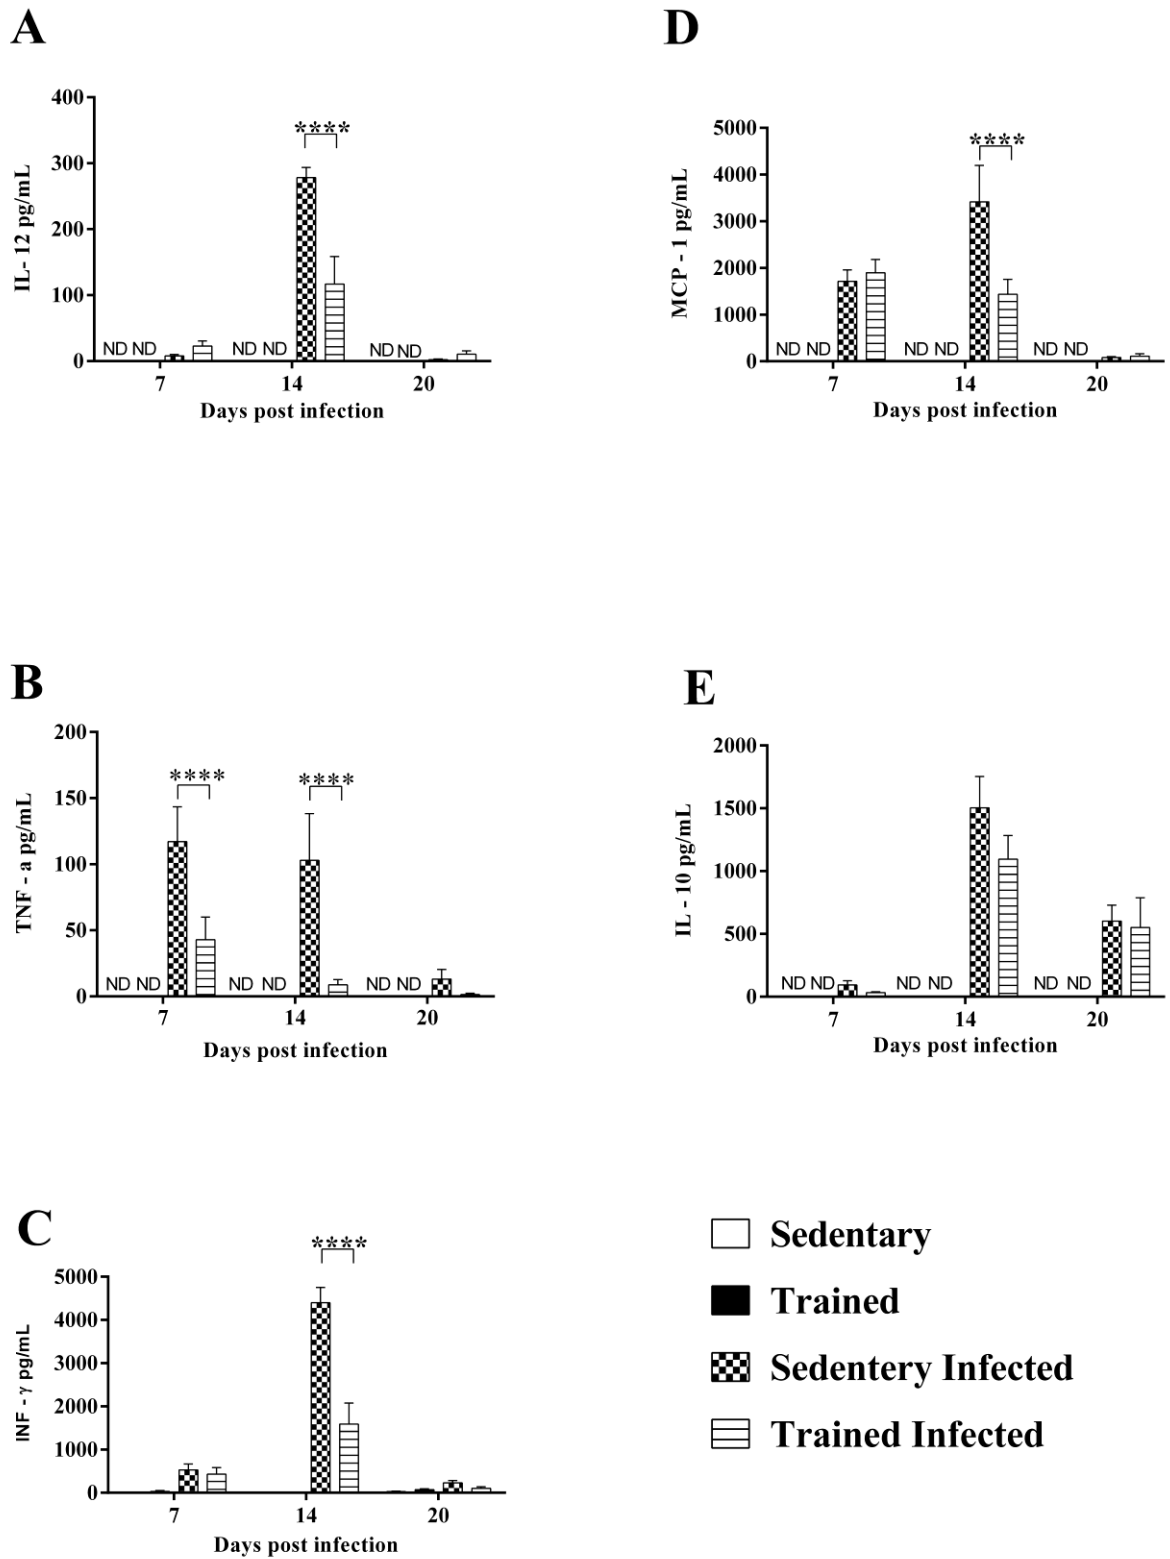 A
400
300
200
100
0
IL- 12 pg/mL
****
ND ND ND ND ND ND
7 14 20
Days post infection
D
5000
4000
3000
2000
1000
0
MCP - 1 pg/mL
****
ND ND ND ND ND ND
7 14 20
Days post infection
B
200
150
100
50
0
TNF - a pg/mL
**** ****
ND ND ND ND ND ND
7 14 20
Days post infection
E
2000
1500
1000
500
0
IL - 10 pg/mL
ND ND ND ND ND ND
7 14 20
Days post infection
C
5000
4000
3000
2000
1000
0
INF - γ pg/mL
****
7 14 20
Days post infection
Sedentary
Trained
Sedentery Infected
Trained Infected